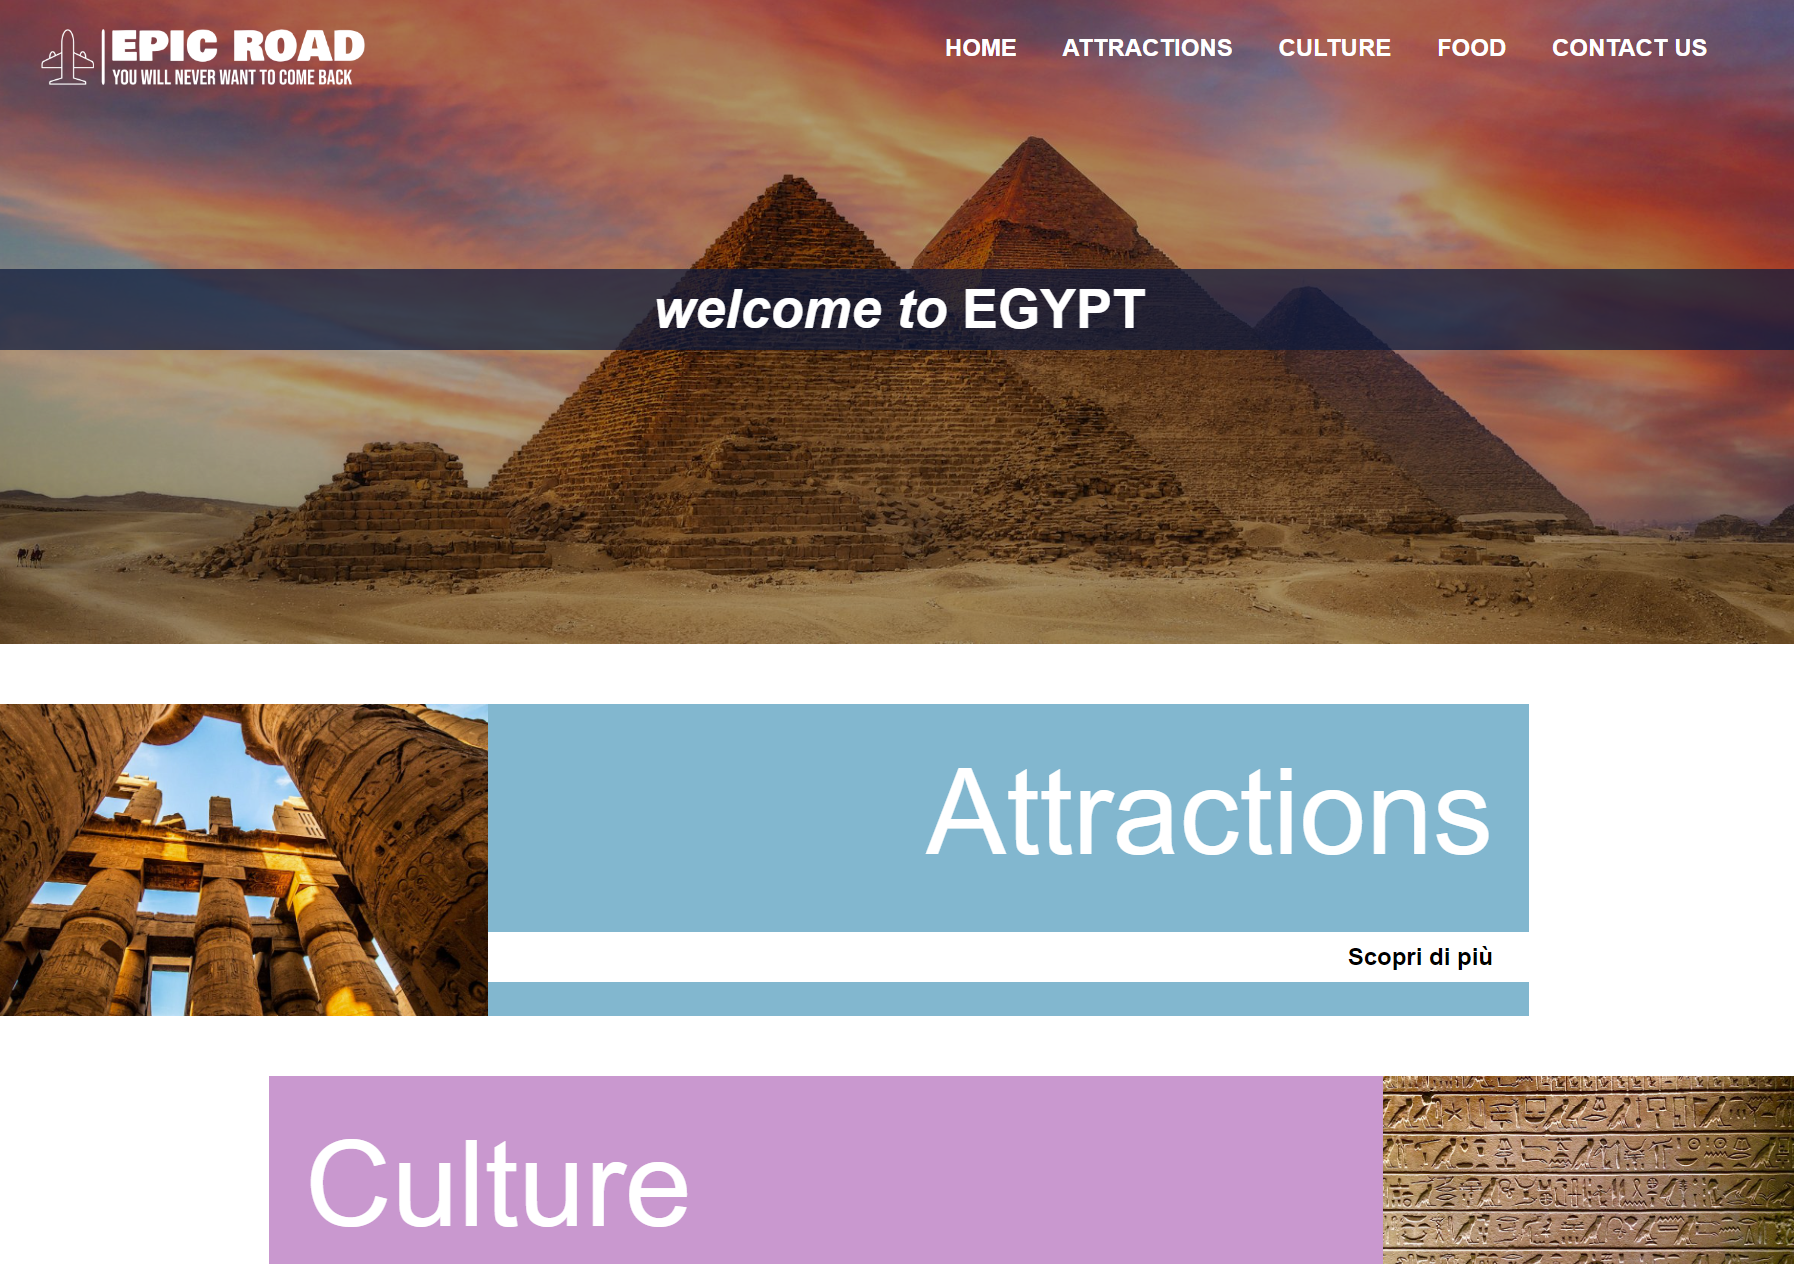 EPIC ROAD
YOU WILL NEVER WANT TO COME BACK
HOME ATTRACTIONS CULTURE FOOD CONTACT US
welcome to EGYPT
Attractions
Scopri di più
Culture